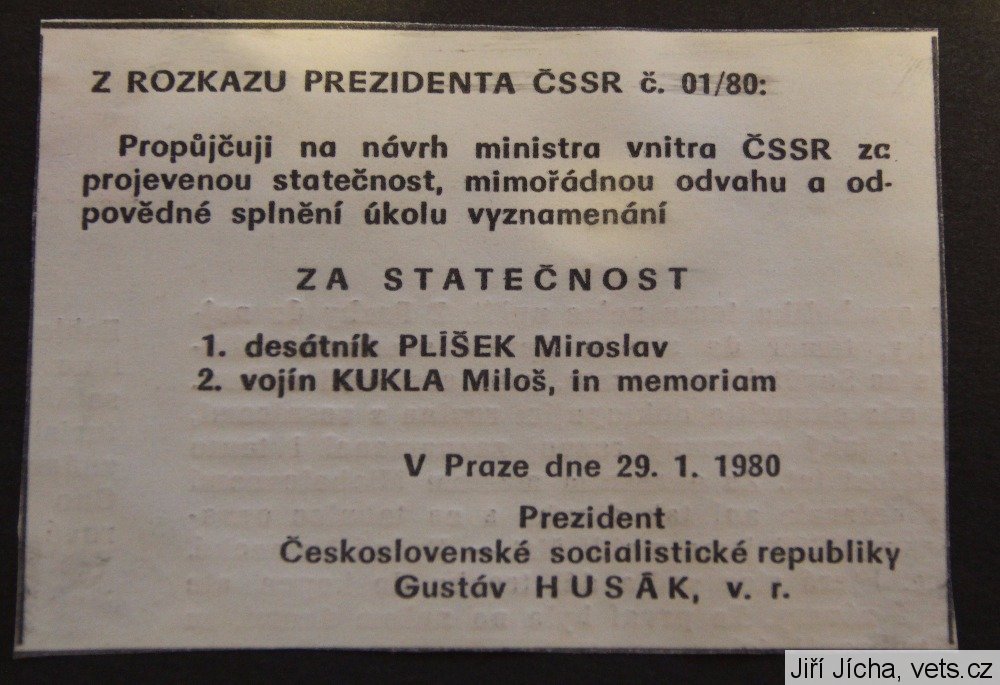 Z ROZKAZU PREZIDENTA ČSSR č. 01/80:
Propůjčuji na návrh ministra vnitra ČSSR za
projevenou statečnost, mimořádnou odvahu a od-
povědné splnění úkolu vyznamenání
ZA STATEČNOST
1. desátník PLÍŠEK Miroslav
2. vojín KUKLA Miloš, in memoriam
V Praze dne 29. 1. 1980
Prezident
Československé socialistické republiky
Gustáv HUSÁK, v. r.
Jiří Jícha, vets.cz